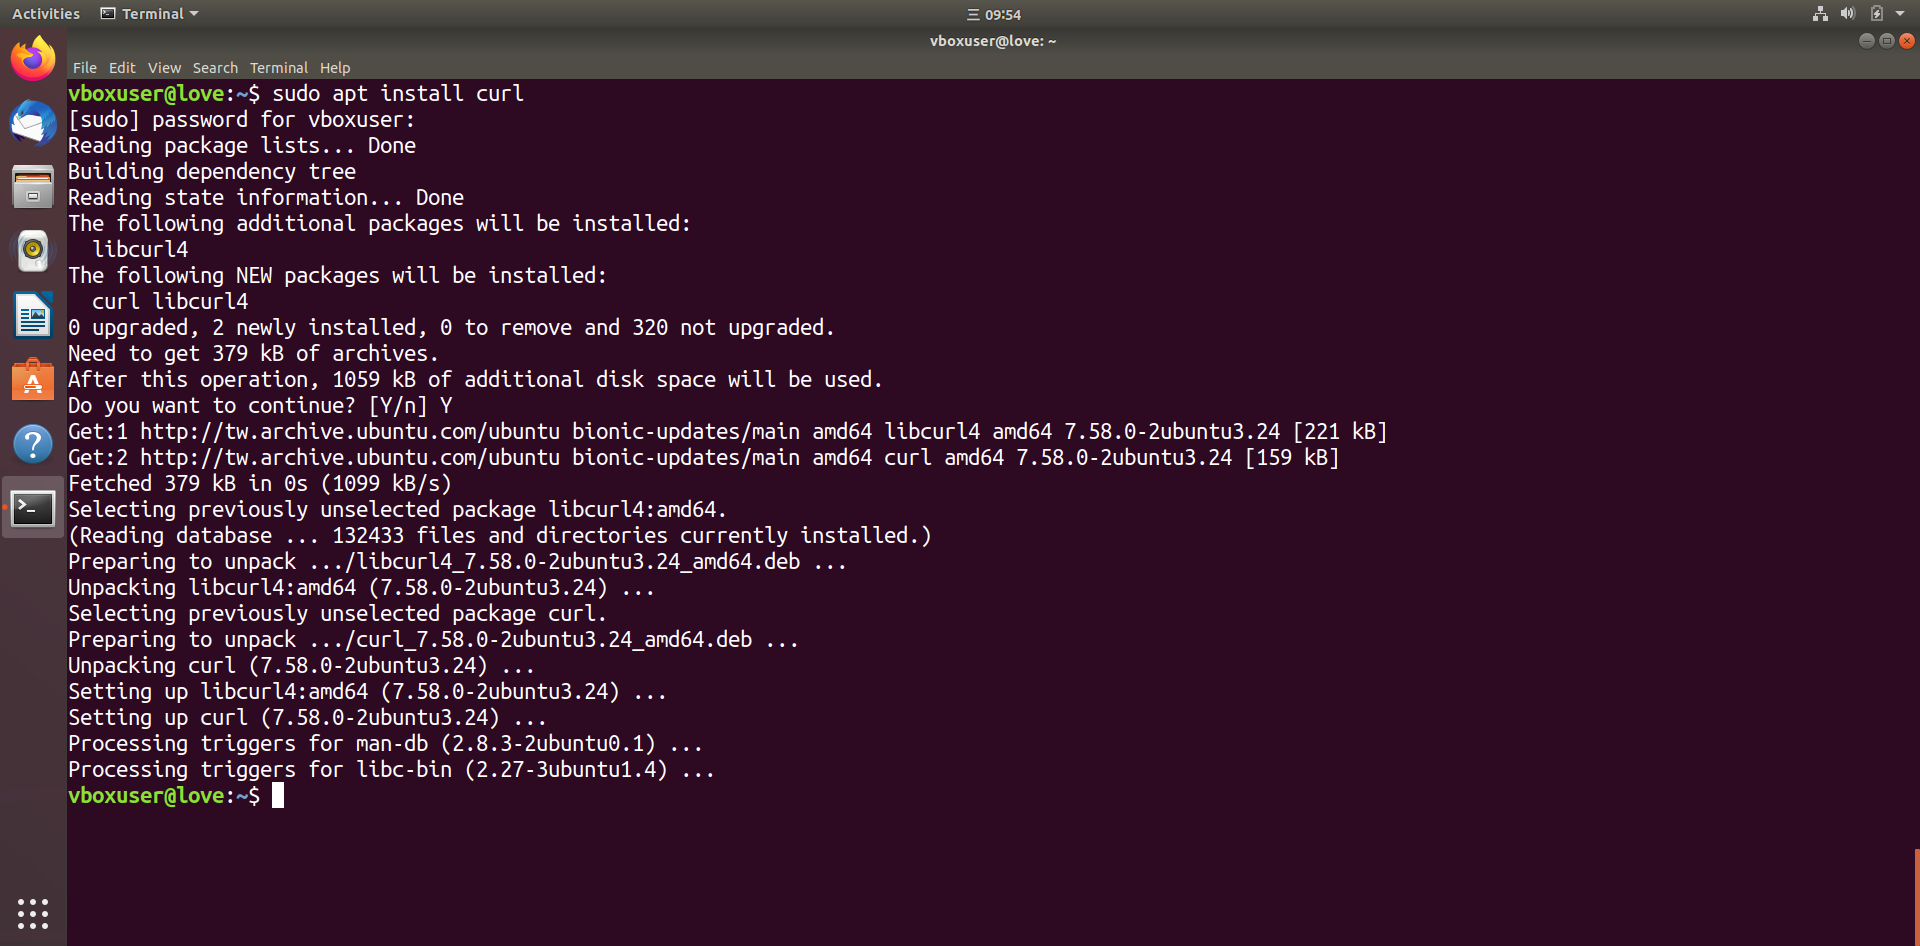 Activities Terminal 三 09:54
vboxuser@love: ~
File Edit View Search Terminal Help
vboxuser@love:~$ sudo apt install curl
[sudo] password for vboxuser:
Reading package lists... Done
Building dependency tree
Reading state information... Done
The following additional packages will be installed:
  libcurl4
The following NEW packages will be installed:
  curl libcurl4
0 upgraded, 2 newly installed, 0 to remove and 320 not upgraded.
Need to get 379 kB of archives.
After this operation, 1059 kB of additional disk space will be used.
Do you want to continue? [Y/n] Y
Get:1 http://tw.archive.ubuntu.com/ubuntu bionic-updates/main amd64 libcurl4 amd64 7.58.0-2ubuntu3.24 [221 kB]
Get:2 http://tw.archive.ubuntu.com/ubuntu bionic-updates/main amd64 curl amd64 7.58.0-2ubuntu3.24 [159 kB]
Fetched 379 kB in 0s (1099 kB/s)
Selecting previously unselected package libcurl4:amd64.
(Reading database ... 132433 files and directories currently installed.)
Preparing to unpack .../libcurl4_7.58.0-2ubuntu3.24_amd64.deb ...
Unpacking libcurl4:amd64 (7.58.0-2ubuntu3.24) ...
Selecting previously unselected package curl.
Preparing to unpack .../curl_7.58.0-2ubuntu3.24_amd64.deb ...
Unpacking curl (7.58.0-2ubuntu3.24) ...
Setting up libcurl4:amd64 (7.58.0-2ubuntu3.24) ...
Setting up curl (7.58.0-2ubuntu3.24) ...
Processing triggers for man-db (2.8.3-2ubuntu0.1) ...
Processing triggers for libc-bin (2.27-3ubuntu1.4) ...
vboxuser@love:~$